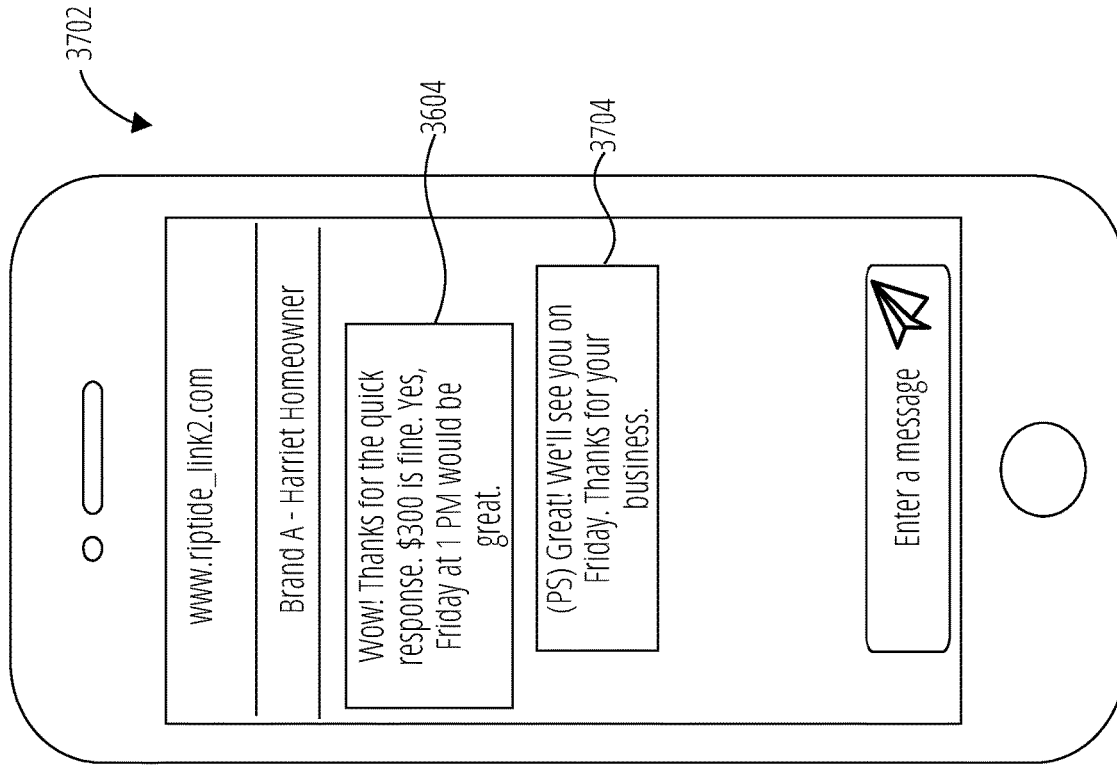 3702
www.riptide_link2.com
Brand A - Harriet Homeowner
Wow! Thanks for the quick
response. $300 is fine. Yes,
Friday at 1 PM would be
great.
3604
(PS) Great! We'll see you on
Friday. Thanks for your
business.
3704
Enter a message